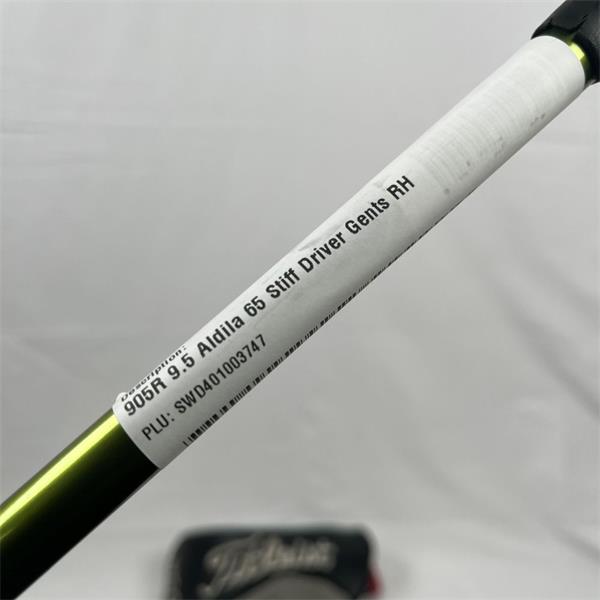 Description:
905R 9.5 Aldila 65 Stiff Driver Gents RH
PLU: SWD401003747
Titleist